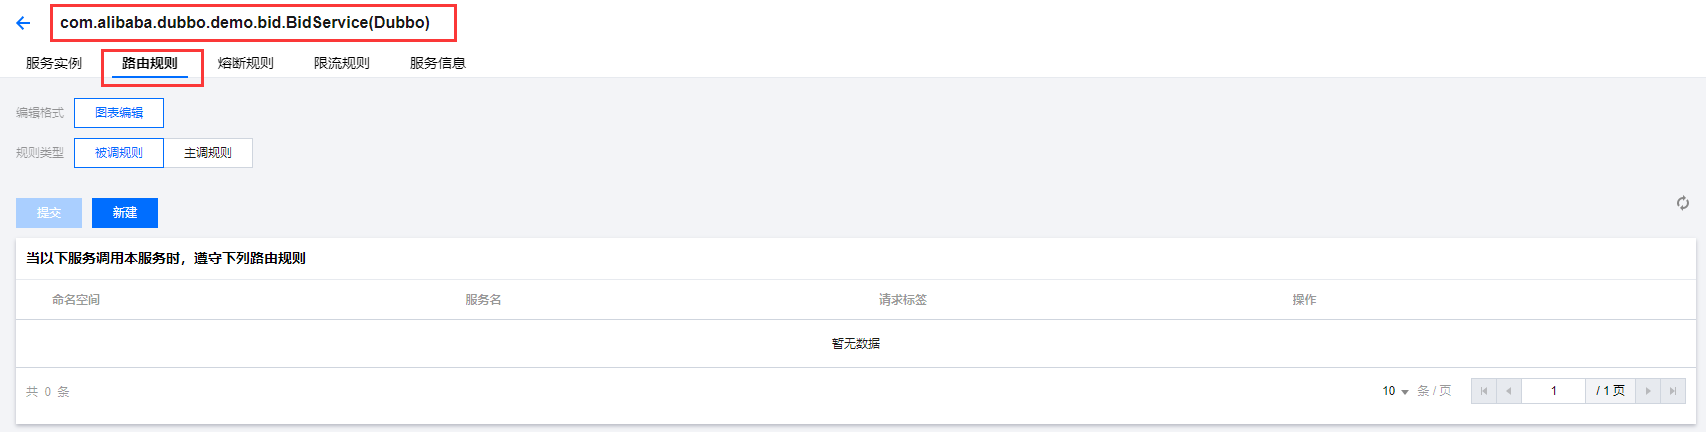 com.alibaba.dubbo.demo.bid.BidService(Dubbo)
服务实例 路由规则 熔断规则 限流规则 服务信息
编辑格式 图表编辑
规则类型 被调规则 主调规则
提交 新建
当以下服务调用本服务时，遵守下列路由规则
命名空间 服务名 请求标签 操作
暂无数据
共 0 条 10 条 / 页 1 / 1 页